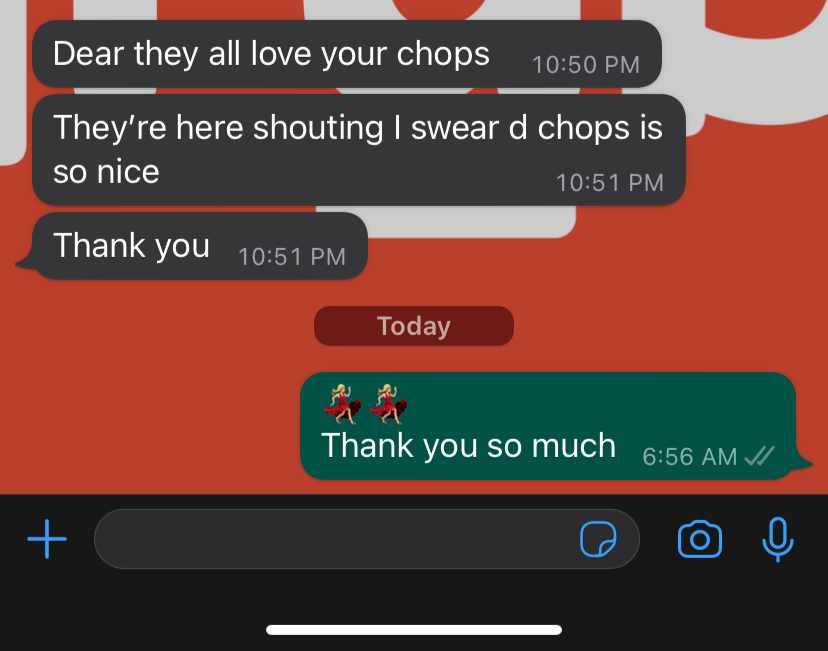 Dear they all love your chops 10:50 PM
They’re here shouting I swear d chops is
so nice 10:51 PM
Thank you 10:51 PM
Today
💃🏼💃🏼
Thank you so much 6:56 AM